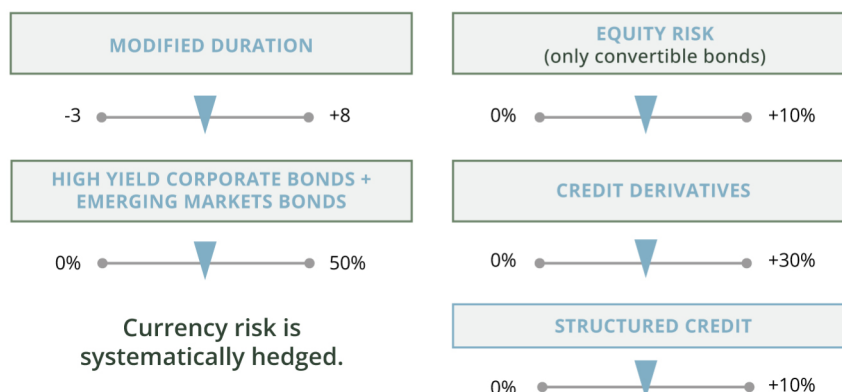 MODIFIED DURATION
-3
+8
HIGH YIELD CORPORATE BONDS +
EMERGING MARKETS BONDS
0%
50%
Currency risk is
systematically hedged.
EQUITY RISK
(only convertible bonds)
0%
+10%
CREDIT DERIVATIVES
0%
+30%
STRUCTURED CREDIT
0%
+10%